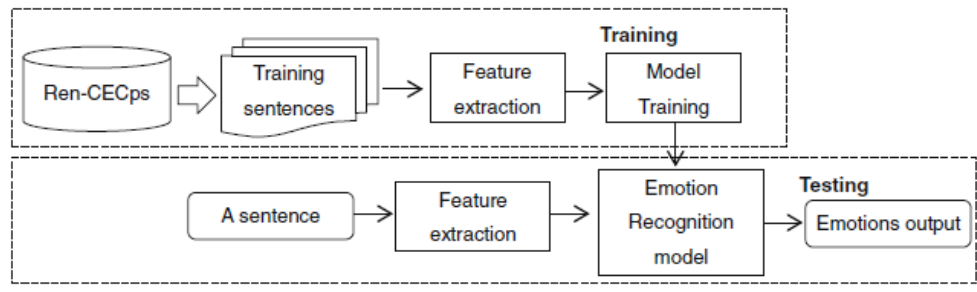 Training
Ren-CECps
Training
sentences
Feature
extraction
Model
Training
Testing
A sentence
Feature
extraction
Emotion
Recognition
model
Emotions output